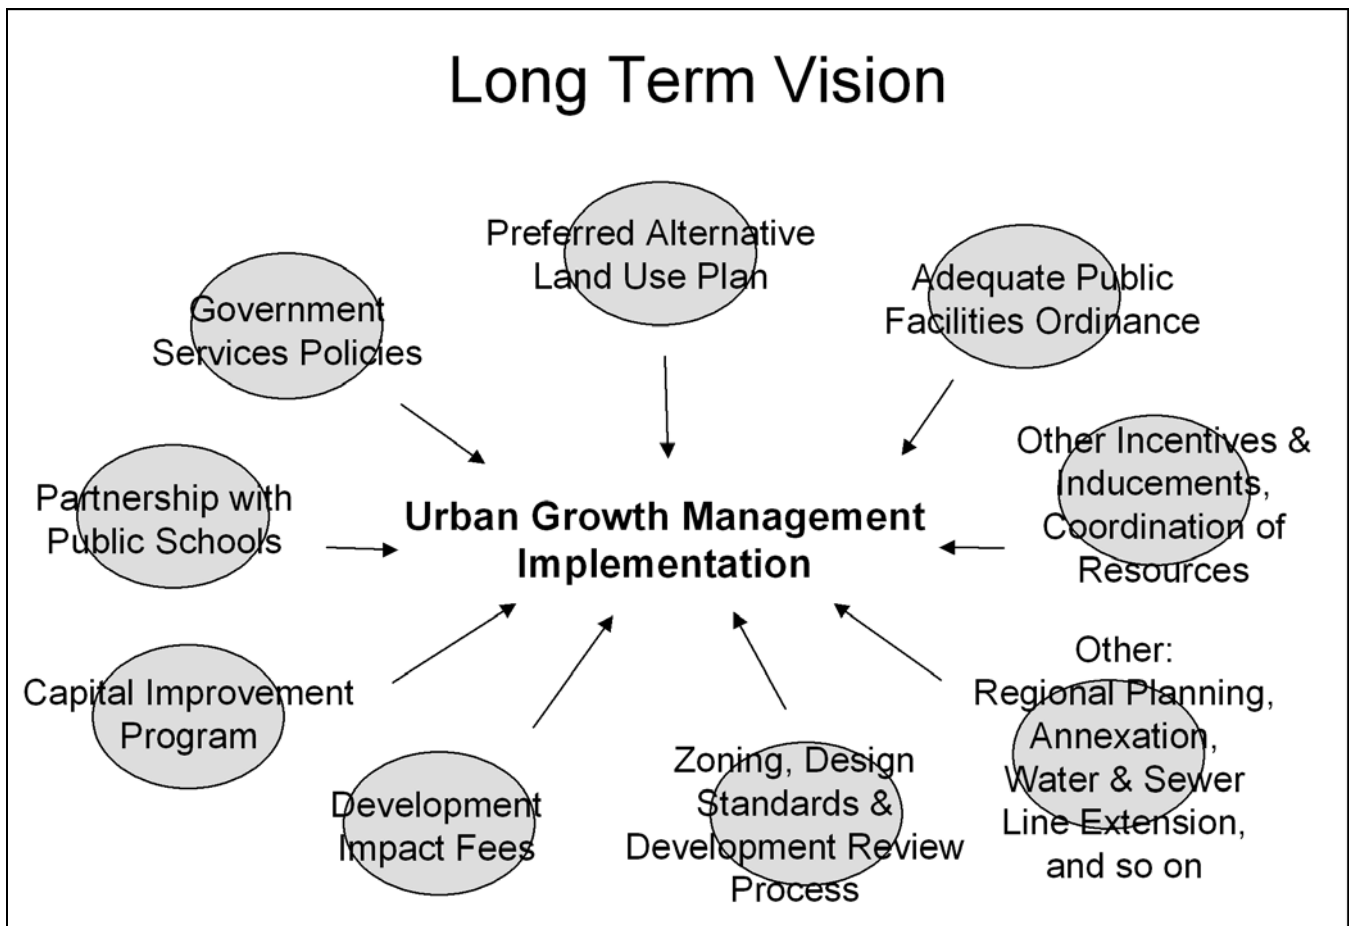 Long Term Vision
Preferred Alternative
Land Use Plan
Government
Services Policies
Adequate Public
Facilities Ordinance
Partnership with
Public Schools
Urban Growth Management
Implementation
Other Incentives &
Inducements,
Coordination of
Resources
Capital Improvement
Program
Development
Impact Fees
Zoning, Design
Standards &
Development Review
Process
Other:
Regional Planning,
Annexation,
Water & Sewer
Line Extension,
and so on